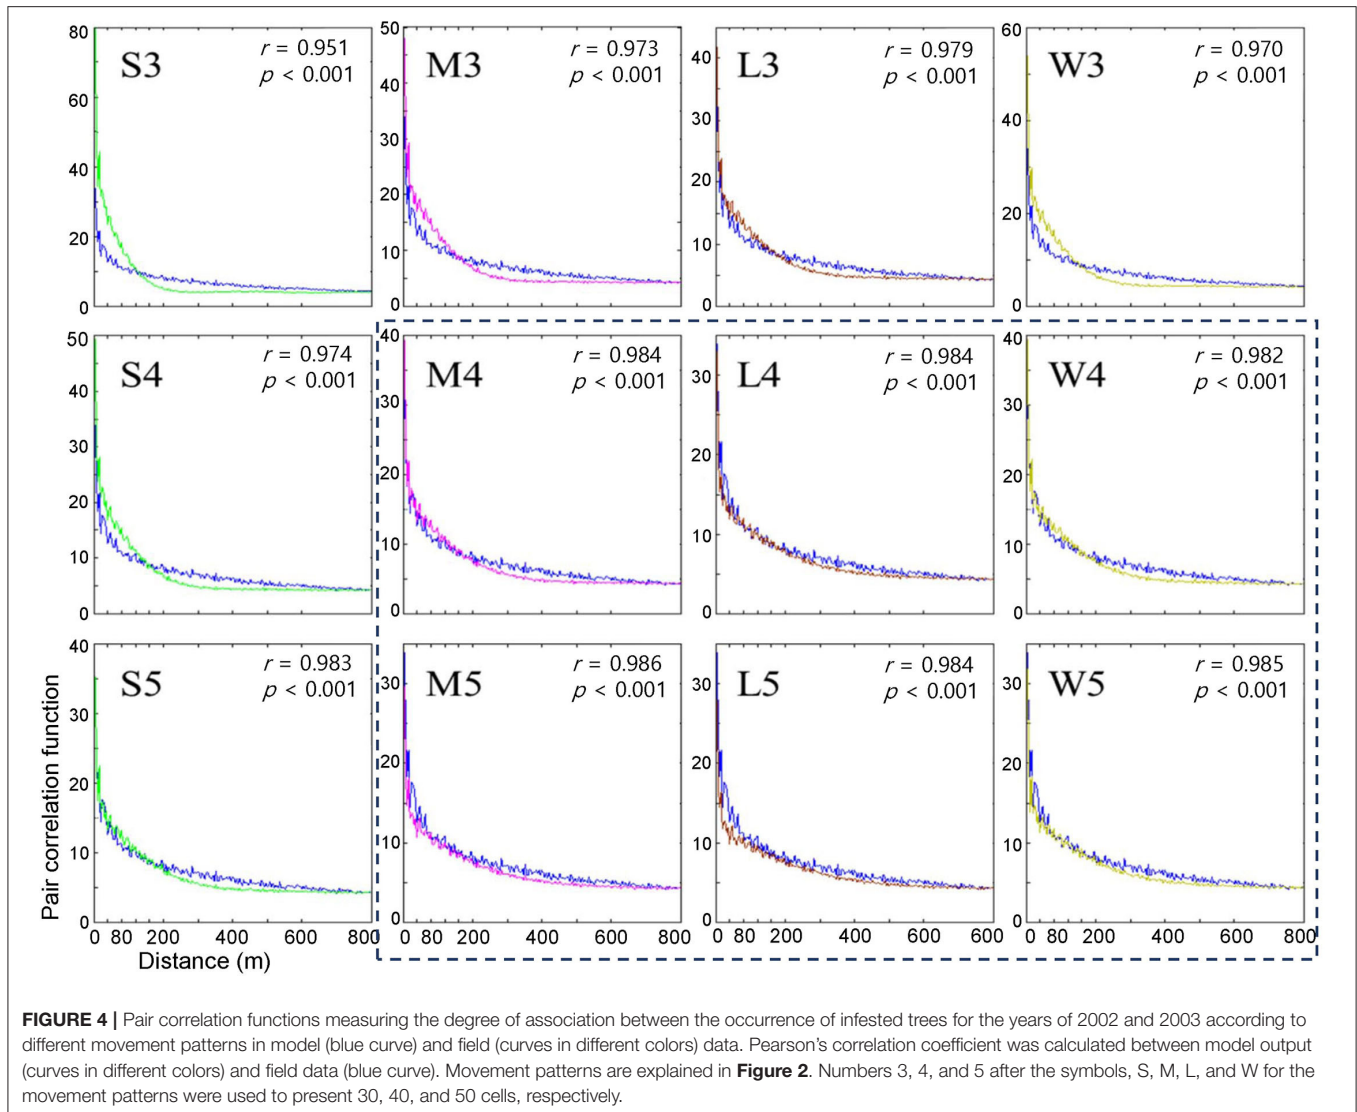 80
60
40
20
0
S3
r = 0.951
p < 0.001
50
40
30
20
10
0
M3
r = 0.973
p < 0.001
40
30
20
10
0
L3
r = 0.979
p < 0.001
60
40
20
0
W3
r = 0.970
p < 0.001
50
40
30
20
10
0
S4
r = 0.974
p < 0.001
40
30
20
10
0
M4
r = 0.984
p < 0.001
30
20
10
0
L4
r = 0.984
p < 0.001
40
30
20
10
0
W4
r = 0.982
p < 0.001
Pair correlation function
40
30
20
10
0
S5
r = 0.983
p < 0.001
0 80 200 400 600 800
Distance (m)
30
20
10
0
M5
r = 0.986
p < 0.001
0 80 200 400 600 800
30
20
10
0
L5
r = 0.984
p < 0.001
0 80 200 400 600 800
30
20
10
0
W5
r = 0.985
p < 0.001
0 80 200 400 600 800
FIGURE 4 | Pair correlation functions measuring the degree of association between the occurrence of infested trees for the years of 2002 and 2003 according to
different movement patterns in model (blue curve) and field (curves in different colors) data. Pearson's correlation coefficient was calculated between model output
(curves in different colors) and field data (blue curve). Movement patterns are explained in Figure 2. Numbers 3, 4, and 5 after the symbols, S, M, L, and W for the
movement patterns were used to present 30, 40, and 50 cells, respectively.